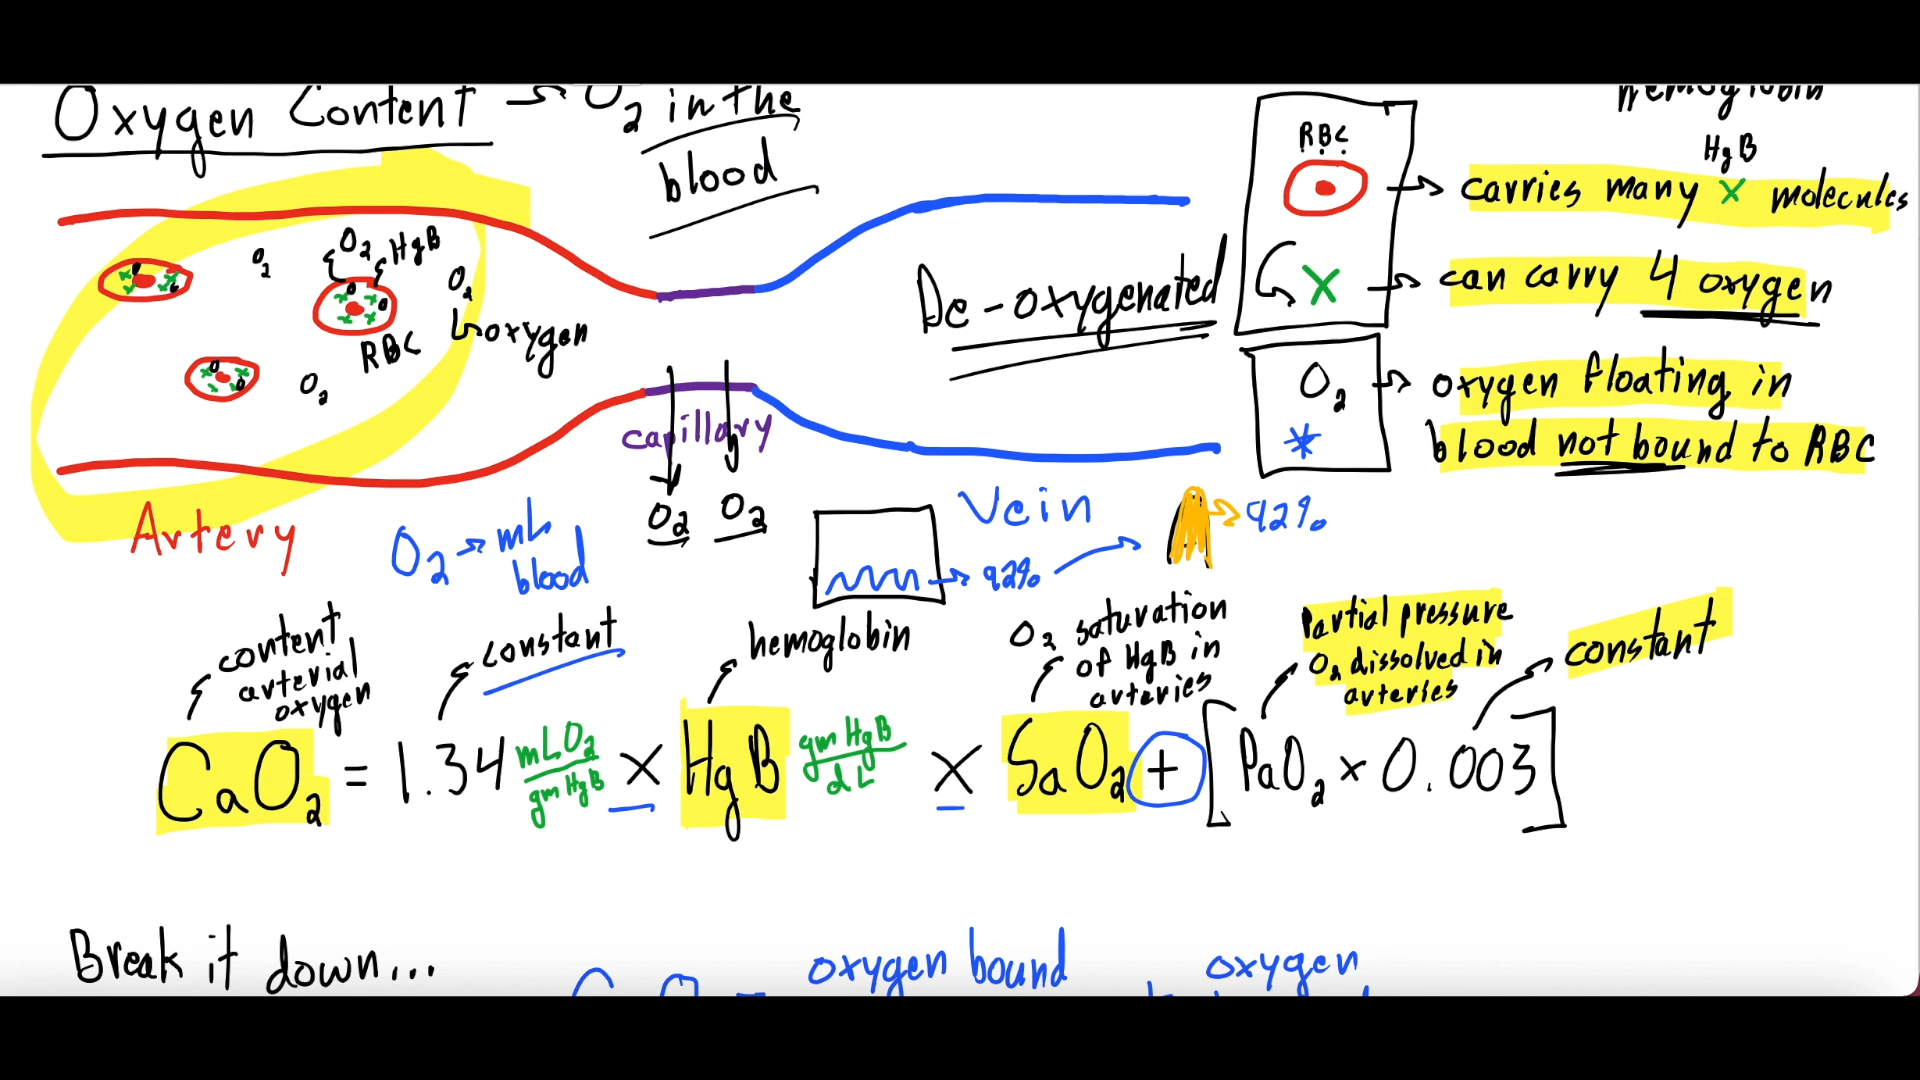 Oxygen Content → O2 in the
blood
Hemoglobin
HgB
RBC
carries many X molecules
X
can carry 4 oxygen
O2
*
oxygen floating in
blood not bound to RBC
De-oxygenated
O2
O2 HgB
O2
oxygen
RBC
O2
capillary
O2 O2
Artery
O2 → mL
blood
Vein
92%
92%
content
arterial
oxygen
constant
hemoglobin
O2 saturation
of HgB in
arteries
Partial pressure
O2 dissolved in
arteries
constant
CaO2 = 1.34 mLO2/gm HgB × HgB gm HgB/dL × SaO2 + [PaO2 × 0.003]
Break it down...
oxygen bound
oxygen